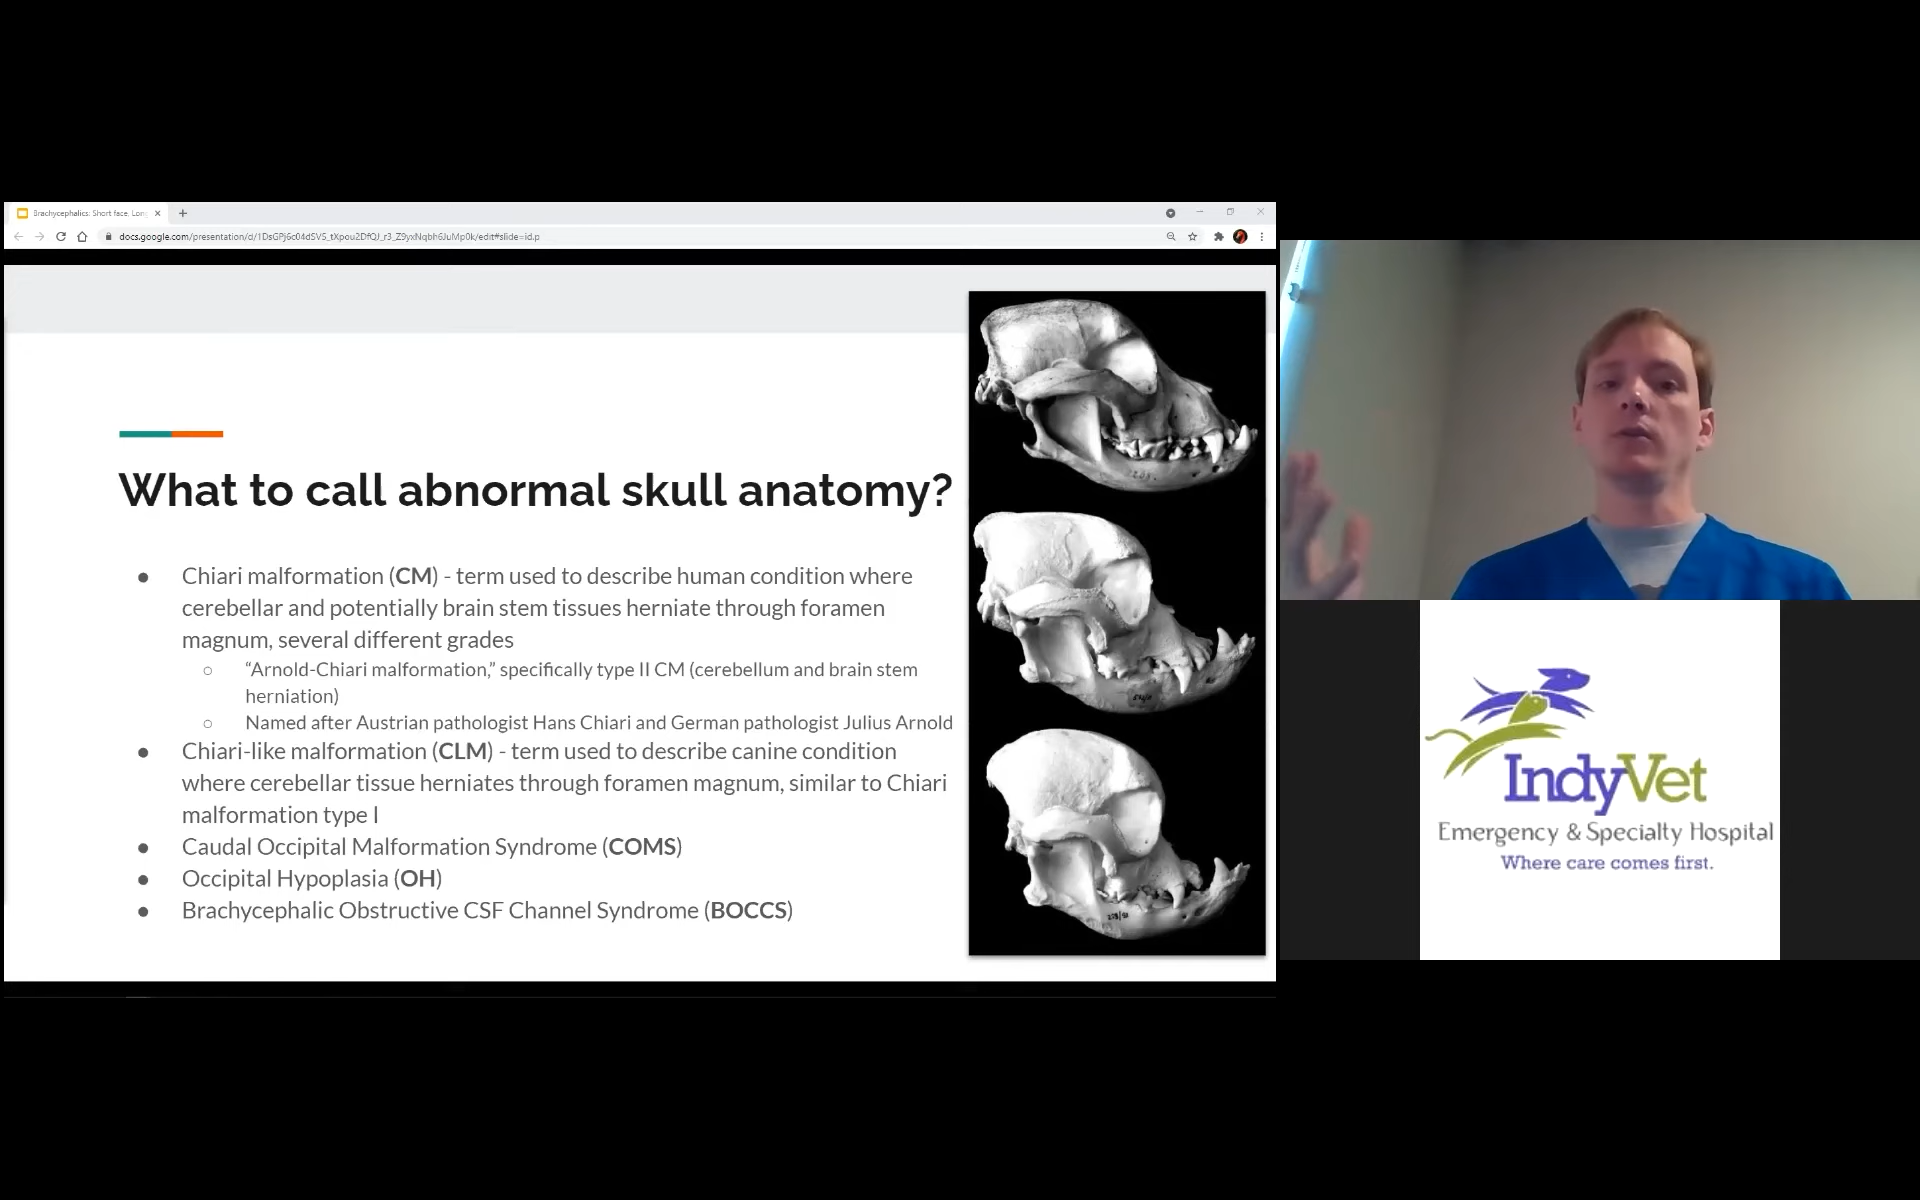 Brachycephalics: Short face, Lon
docs.google.com/presentation/d/
What to call abnormal skull anatomy?
● Chiari malformation (CM) - term used to describe human condition where
cerebellar and potentially brain stem tissues herniate through foramen
magnum, several different grades
○ “Arnold-Chiari malformation,” specifically type II CM (cerebellum and brain stem
herniation)
○ Named after Austrian pathologist Hans Chiari and German pathologist Julius Arnold
● Chiari-like malformation (CLM) - term used to describe canine condition
where cerebellar tissue herniates through foramen magnum, similar to Chiari
malformation type I
● Caudal Occipital Malformation Syndrome (COMS)
● Occipital Hypoplasia (OH)
● Brachycephalic Obstructive CSF Channel Syndrome (BOCCS)
IndyVet
Emergency & Specialty Hospital
Where care comes first.